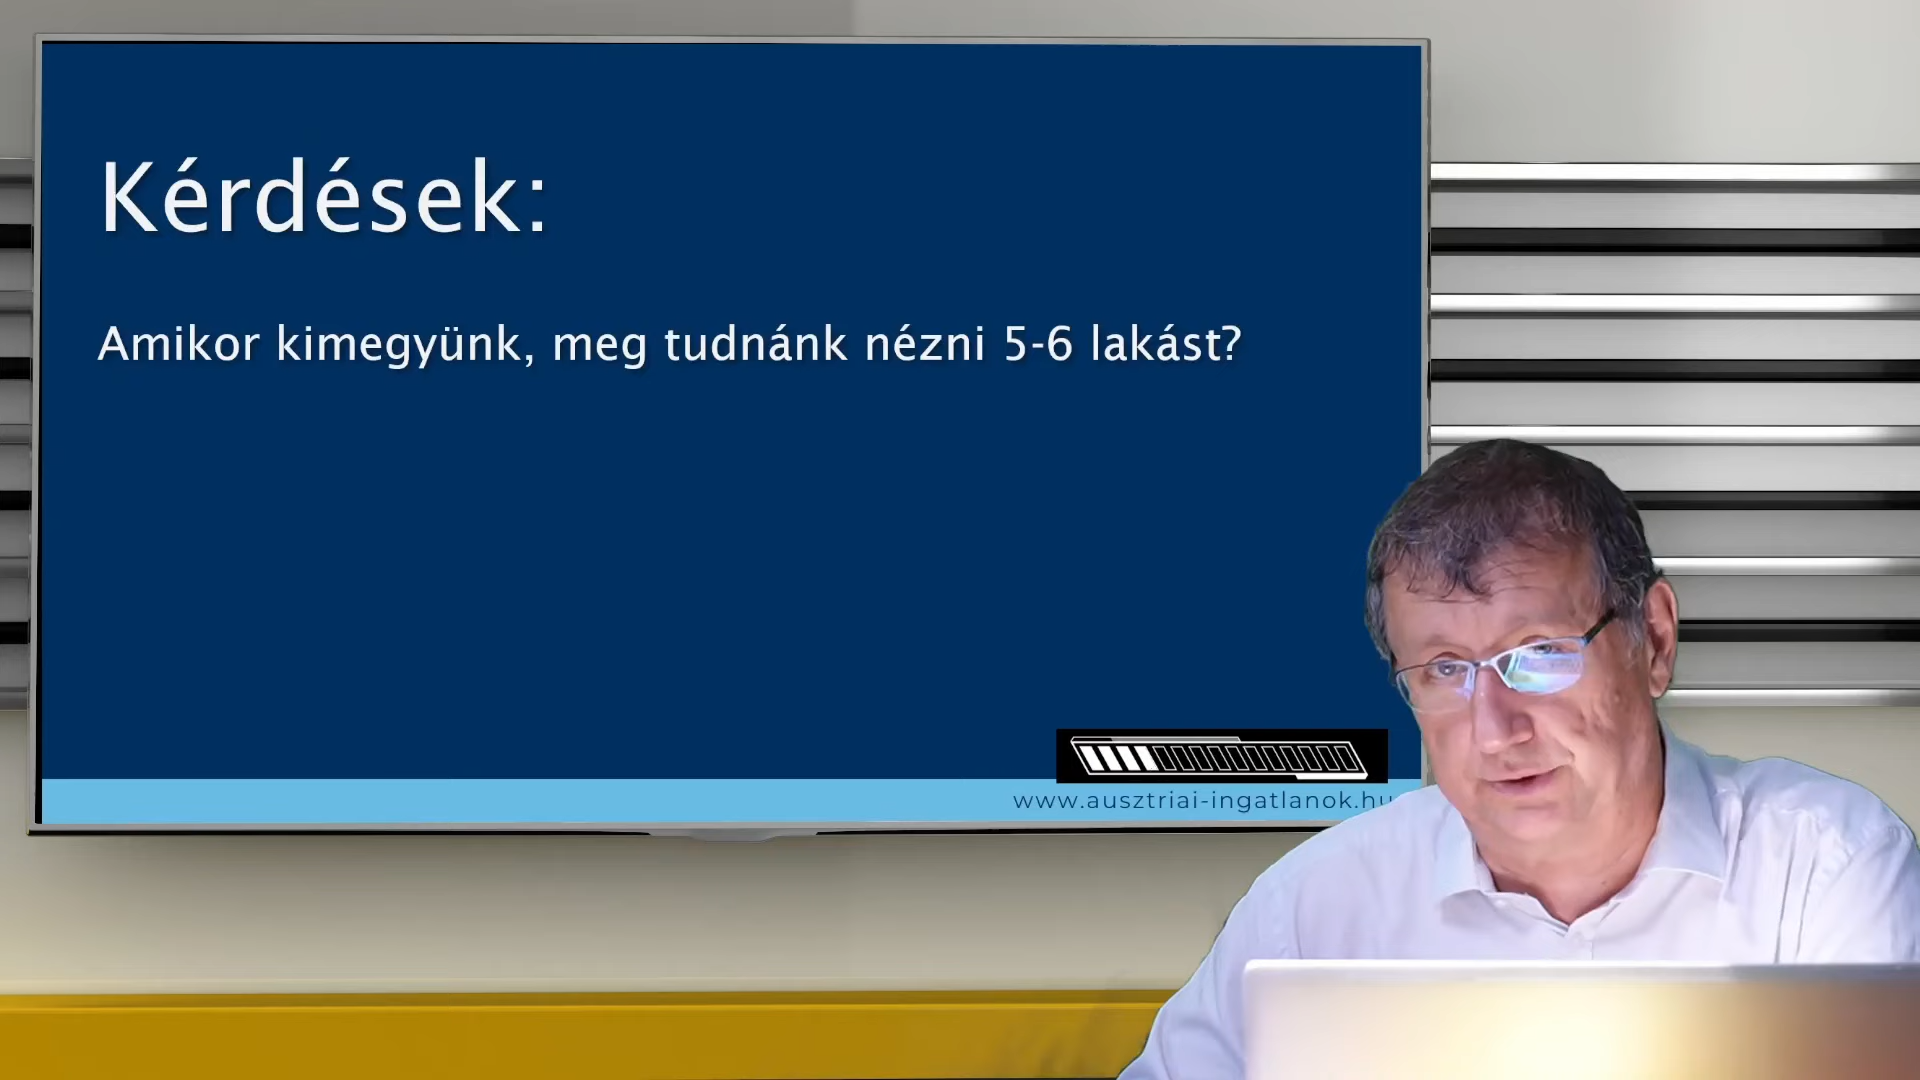 Kérdések:
Amikor kimegyünk, meg tudnánk nézni 5-6 lakást?
www.ausztriai-ingatlanok.hu